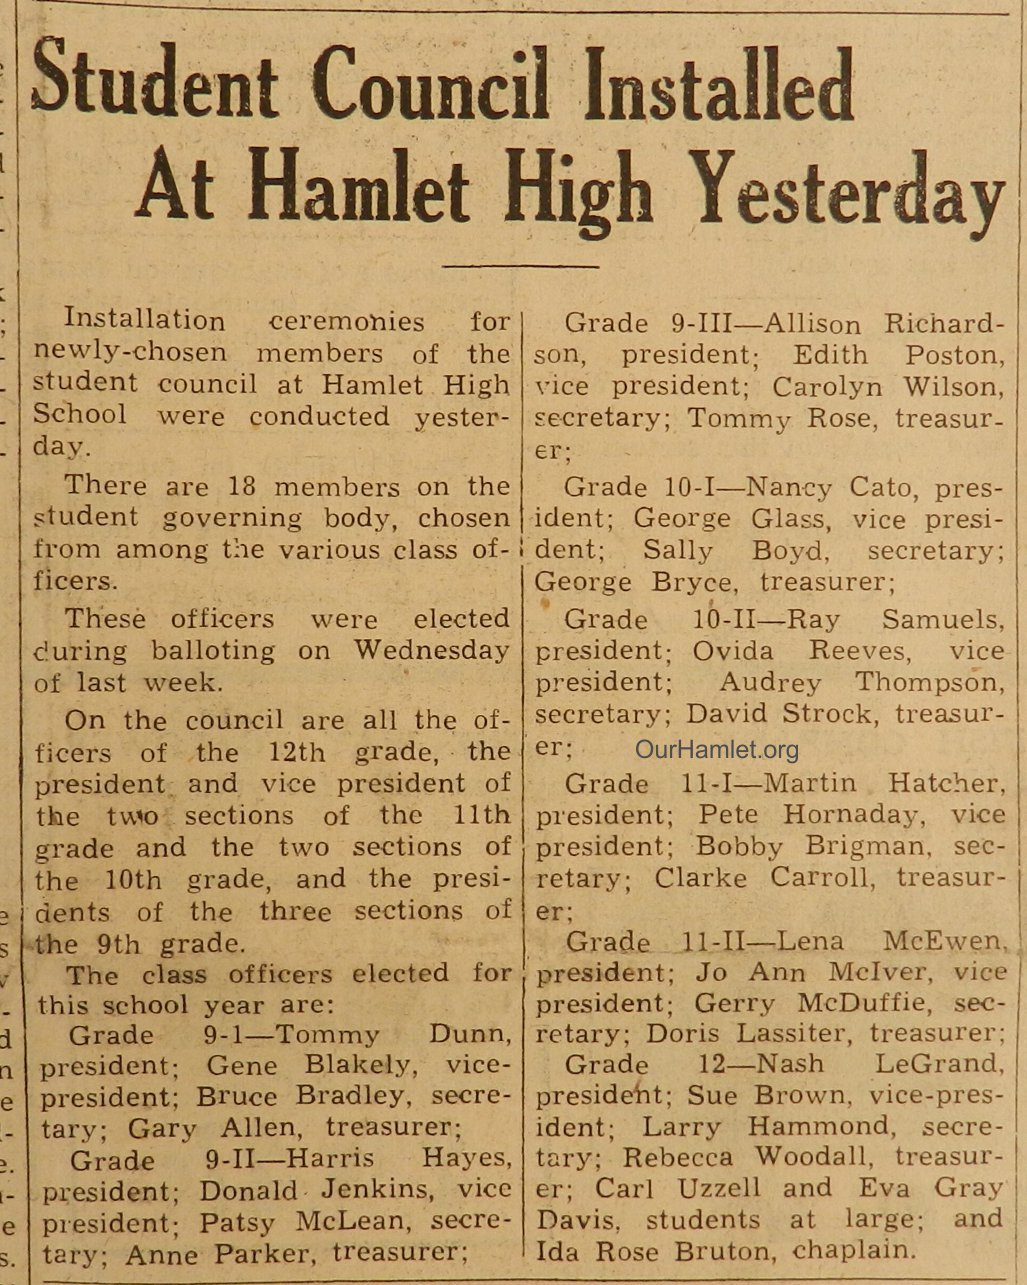 Student Council Installed
At Hamlet High Yesterday
Installation ceremonies for
newly-chosen members of the
student council at Hamlet High
School were conducted yester-
day.
There are 18 members on the
student governing body, chosen
from among the various class of-
ficers.
These officers were elected
during balloting on Wednesday
of last week.
On the council are all the of-
ficers of the 12th grade, the
president and vice president of
the two sections of the 11th
grade and the two sections of
the 10th grade, and the presi-
dents of the three sections of
the 9th grade.
The class officers elected for
this school year are:
Grade 9-1—Tommy Dunn,
president; Gene Blakely, vice-
president; Bruce Bradley, secre-
tary; Gary Allen, treasurer;
Grade 9-II—Harris Hayes,
president; Donald Jenkins, vice
president; Patsy McLean, secre-
tary; Anne Parker, treasurer;
Grade 9-III—Allison Richard-
son, president; Edith Poston,
vice president; Carolyn Wilson,
secretary; Tommy Rose, treasur-
er;
Grade 10-I—Nancy Cato, pres-
ident; George Glass, vice presi-
dent; Sally Boyd, secretary;
George Bryce, treasurer;
Grade 10-II—Ray Samuels,
president; Ovida Reeves, vice
president; Audrey Thompson,
secretary; David Strock, treasur-
er;
OurHamlet.org
Grade 11-I—Martin Hatcher,
president; Pete Hornaday, vice
president; Bobby Brigman, sec-
retary; Clarke Carroll, treasur-
er;
Grade 11-II—Lena McEwen,
president; Jo Ann McIver, vice
president; Gerry McDuffie, sec-
retary; Doris Lassiter, treasurer;
Grade 12—Nash LeGrand,
president; Sue Brown, vice-pres-
ident; Larry Hammond, secre-
tary; Rebecca Woodall, treasur-
er; Carl Uzzell and Eva Gray
Davis, students at large; and
Ida Rose Bruton, chaplain.